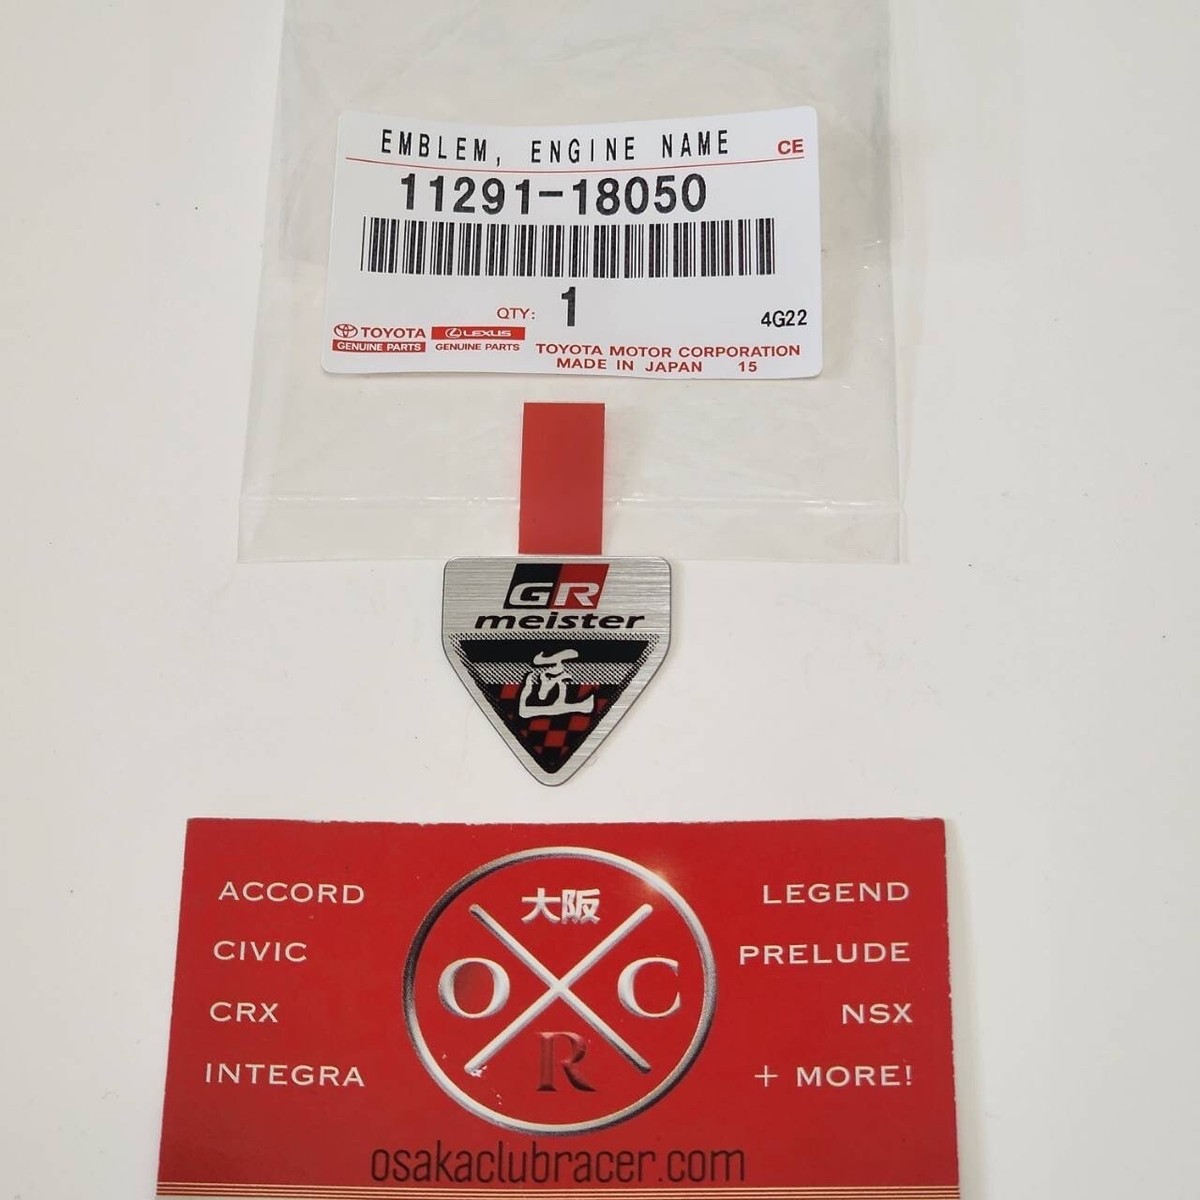 EMBLEM, ENGINE NAME CE
11291-18050
QTY: 1
4G22
TOYOTA LEXUS
GENUINE PARTS GENUINE PARTS
TOYOTA MOTOR CORPORATION
MADE IN JAPAN 15
GR
meister
匠
ACCORD
CIVIC
CRX
INTEGRA
大阪
O C
R
LEGEND
PRELUDE
NSX
+ MORE!
osakaclubracer.com